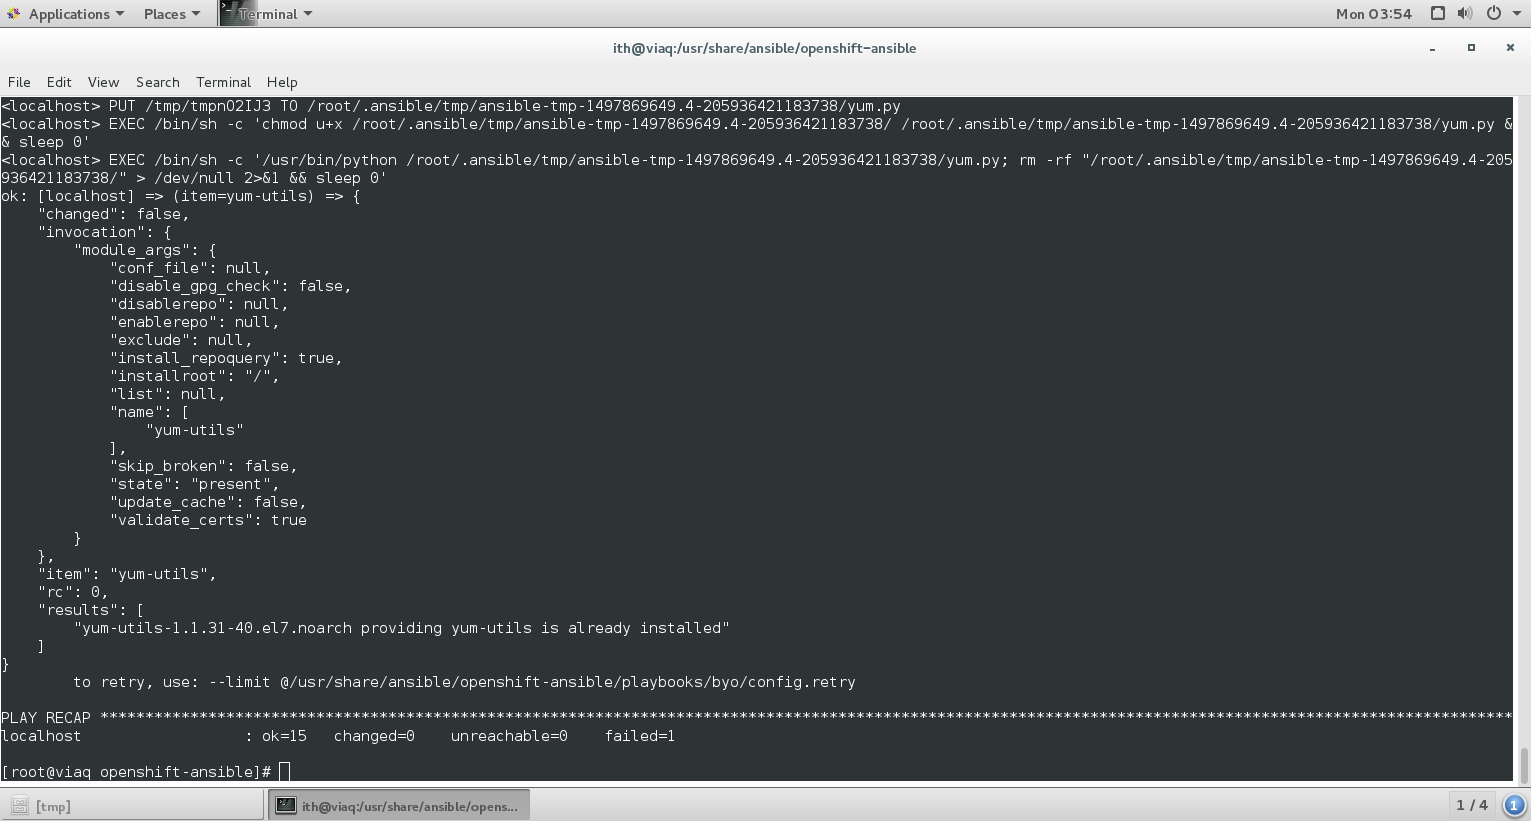 Applications Places Terminal Mon 03:54
ith@viaq:/usr/share/ansible/openshift-ansible
File Edit View Search Terminal Help
<localhost> PUT /tmp/tmpnO2IJ3 TO /root/.ansible/tmp/ansible-tmp-1497869649.4-205936421183738/yum.py
<localhost> EXEC /bin/sh -c 'chmod u+x /root/.ansible/tmp/ansible-tmp-1497869649.4-205936421183738/ /root/.ansible/tmp/ansible-tmp-1497869649.4-205936421183738/yum.py &
& sleep 0'
<localhost> EXEC /bin/sh -c '/usr/bin/python /root/.ansible/tmp/ansible-tmp-1497869649.4-205936421183738/yum.py; rm -rf "/root/.ansible/tmp/ansible-tmp-1497869649.4-205
936421183738/" > /dev/null 2>&1 && sleep 0'
ok: [localhost] => (item=yum-utils) => {
    "changed": false,
    "invocation": {
        "module_args": {
            "conf_file": null,
            "disable_gpg_check": false,
            "disablerepo": null,
            "enablerepo": null,
            "exclude": null,
            "install_repoquery": true,
            "installroot": "/",
            "list": null,
            "name": [
                "yum-utils"
            ],
            "skip_broken": false,
            "state": "present",
            "update_cache": false,
            "validate_certs": true
        }
    },
    "item": "yum-utils",
    "rc": 0,
    "results": [
        "yum-utils-1.1.31-40.el7.noarch providing yum-utils is already installed"
    ]
}
        to retry, use: --limit @/usr/share/ansible/openshift-ansible/playbooks/byo/config.retry
PLAY RECAP *************************************************************************************************************************************************************
localhost                  : ok=15   changed=0    unreachable=0    failed=1
[root@viaq openshift-ansible]#
[tmp] ith@viaq:/usr/share/ansible/opens... 1 / 4 1